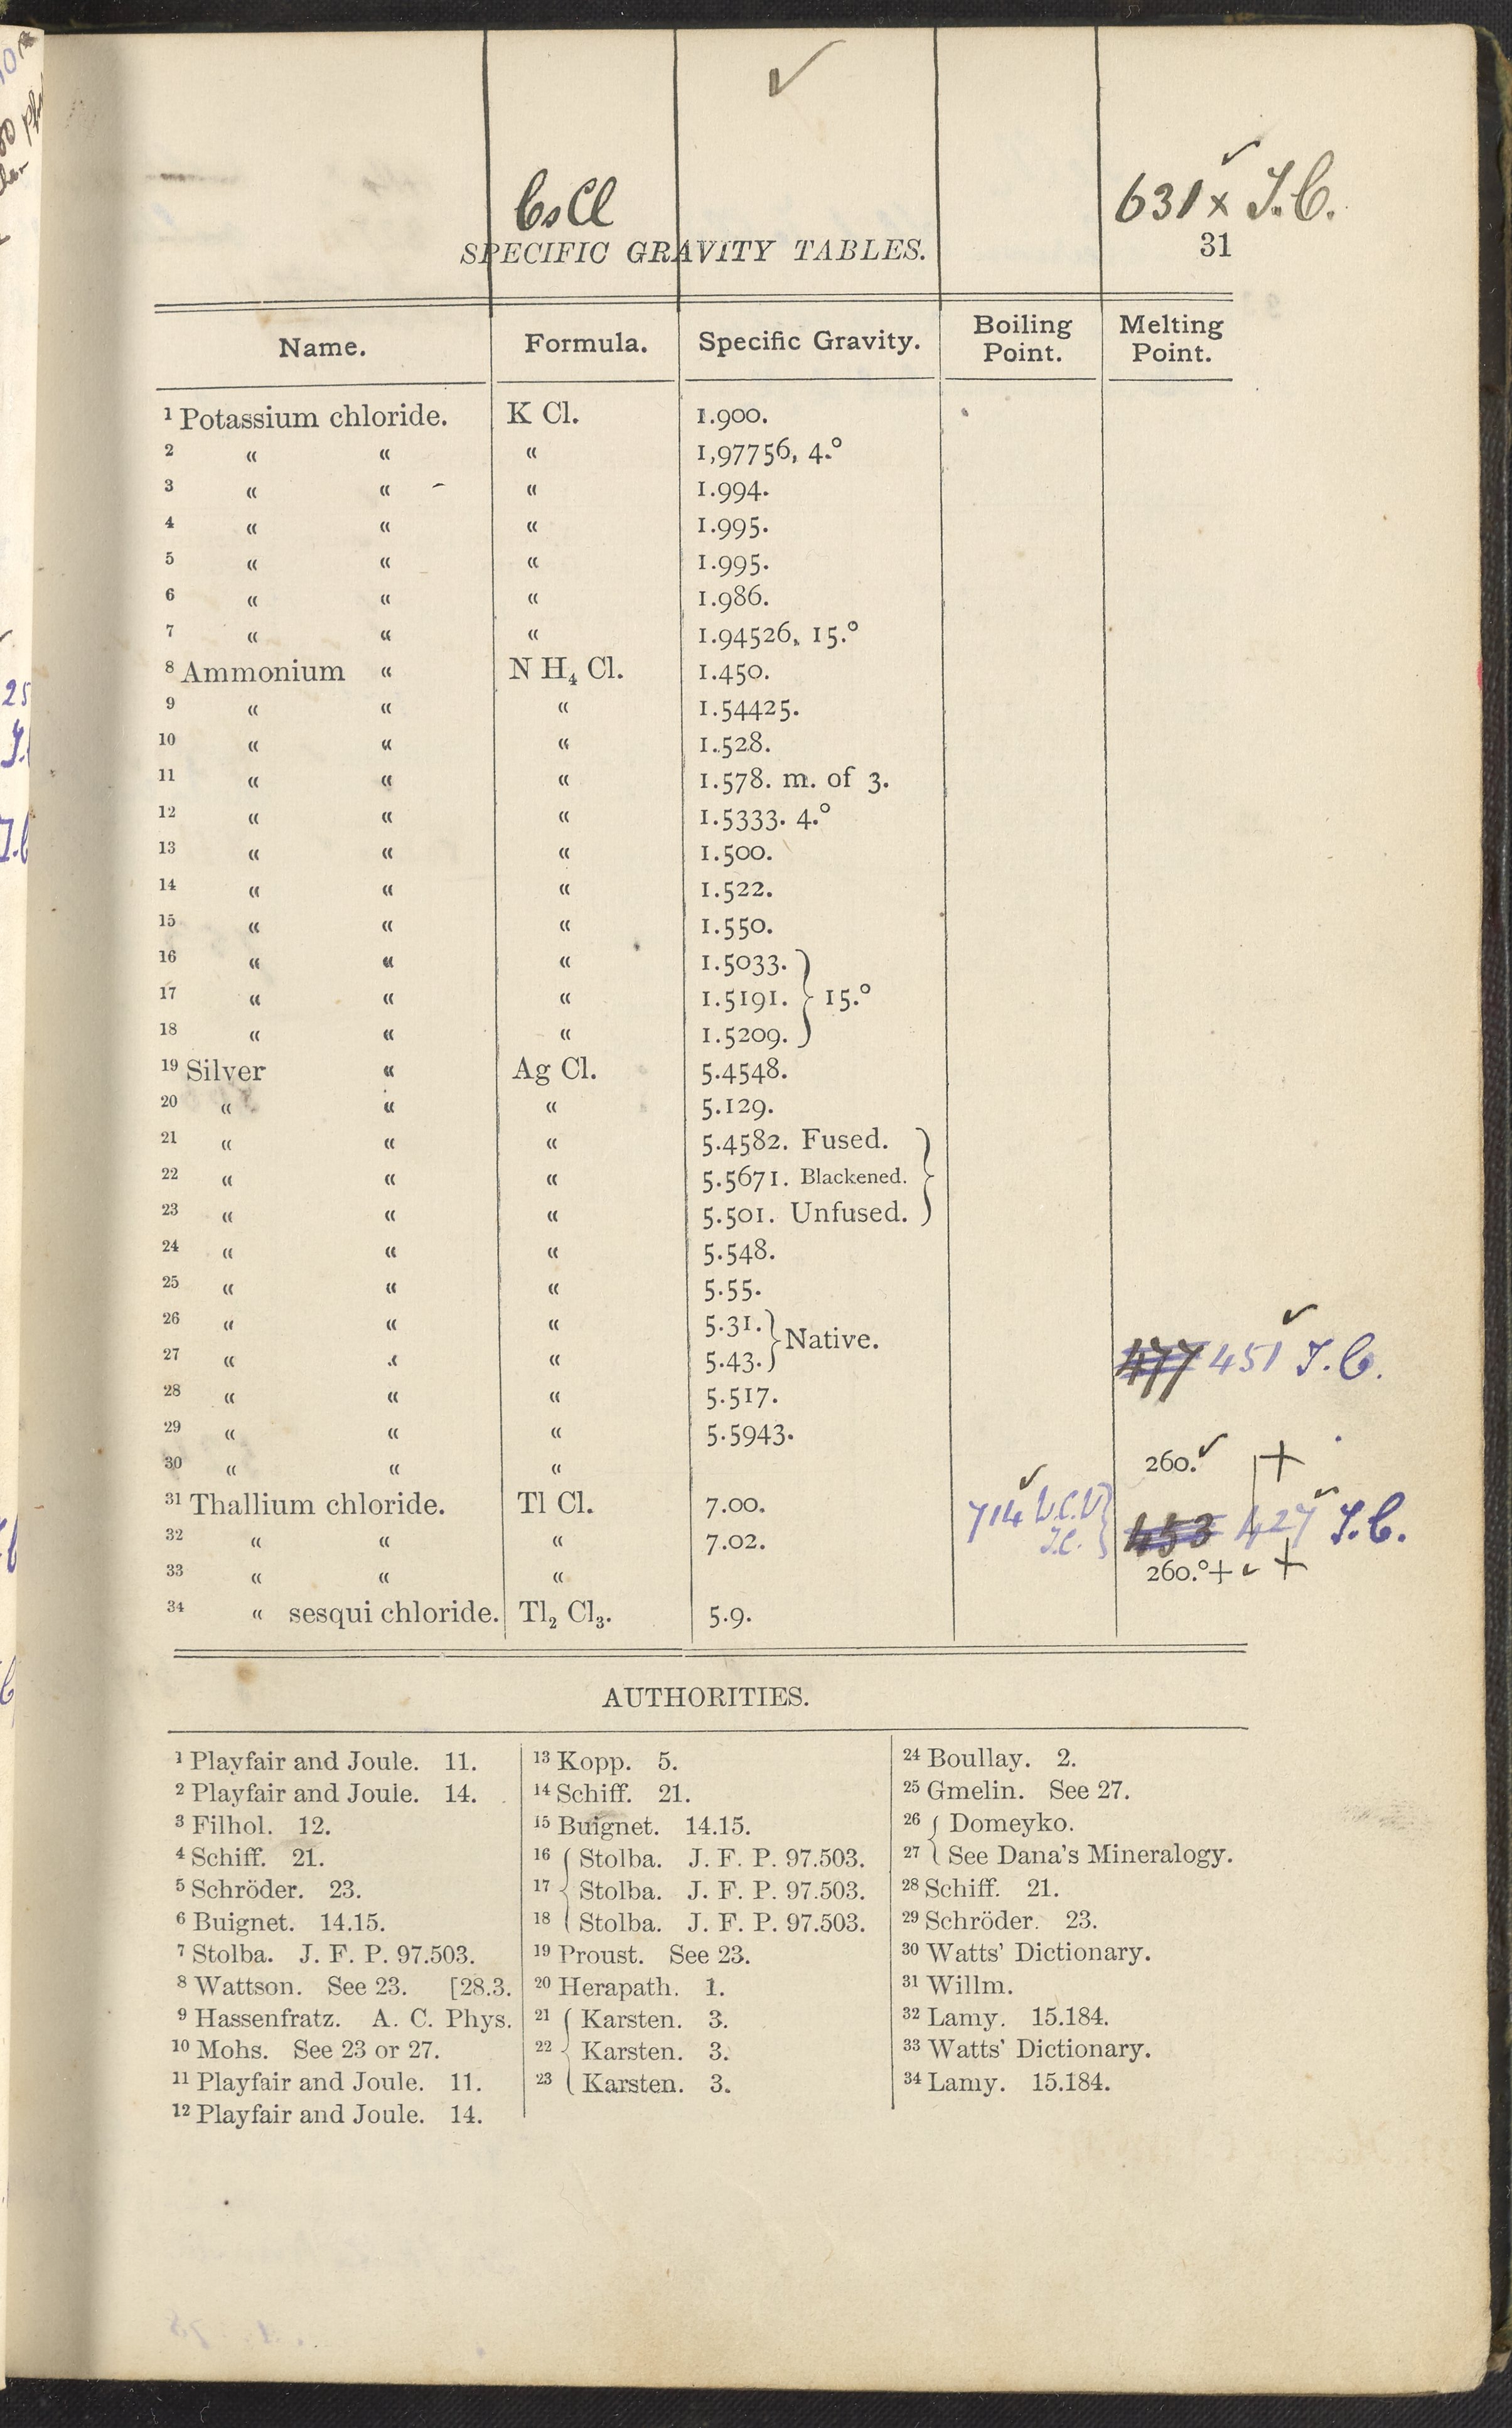 ✓
CsCl 631 x T.C.
SPECIFIC GRAVITY TABLES. 31
Name. Formula. Specific Gravity. Boiling Point. Melting Point.
1 Potassium chloride. K Cl. 1.900.
2 « « « 1,97756, 4.°
3 « « « 1.994.
4 « « « 1.995.
5 « « « 1.995.
6 « « « 1.986.
7 « « « 1.94526, 15.°
8 Ammonium « N H₄ Cl. 1.450.
9 « « « 1.54425.
10 « « « 1.528.
11 « « « 1.578. m. of 3.
12 « « « 1.5333. 4.°
13 « « « 1.500.
14 « « « 1.522.
15 « « « 1.550.
16 « « « 1.5033.
17 « « « 1.5191. } 15.°
18 « « « 1.5209.
19 Silver « Ag Cl. 5.4548.
20 « « « 5.129.
21 « « « 5.4582. Fused.
22 « « « 5.5671. Blackened.
23 « « « 5.501. Unfused.
24 « « « 5.548.
25 « « « 5.55.
26 « « « 5.31. } Native.
27 « « « 5.43. 477 451 T.C.
28 « « « 5.517.
29 « « « 5.5943.
30 « « « 260. ✓ +
31 Thallium chloride. Tl Cl. 7.00. 714
32 « « « 7.02. 453 427 T.C.
33 « « « 260.°+ ✓ +
34 « sesqui chloride. Tl₂ Cl₃. 5.9.
AUTHORITIES.
1 Playfair and Joule. 11.
2 Playfair and Joule. 14.
3 Filhol. 12.
4 Schiff. 21.
5 Schröder. 23.
6 Buignet. 14.15.
7 Stolba. J. F. P. 97.503.
8 Wattson. See 23. [28.3.
9 Hassenfratz. A. C. Phys.
10 Mohs. See 23 or 27.
11 Playfair and Joule. 11.
12 Playfair and Joule. 14.
13 Kopp. 5.
14 Schiff. 21.
15 Buignet. 14.15.
16 Stolba. J. F. P. 97.503.
17 Stolba. J. F. P. 97.503.
18 Stolba. J. F. P. 97.503.
19 Proust. See 23.
20 Herapath. 1.
21 Karsten. 3.
22 Karsten. 3.
23 Karsten. 3.
24 Boullay. 2.
25 Gmelin. See 27.
26 Domeyko.
27 See Dana's Mineralogy.
28 Schiff. 21.
29 Schröder. 23.
30 Watts' Dictionary.
31 Willm.
32 Lamy. 15.184.
33 Watts' Dictionary.
34 Lamy. 15.184.